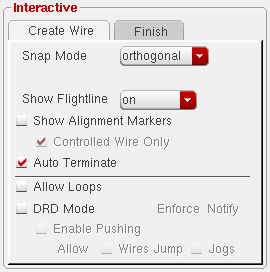 Interactive
Create Wire Finish
Snap Mode orthogonal
Show Flightline on
Show Alignment Markers
Controlled Wire Only
Auto Terminate
Allow Loops
DRD Mode Enforce Notify
Enable Pushing
Allow Wires Jump Jogs